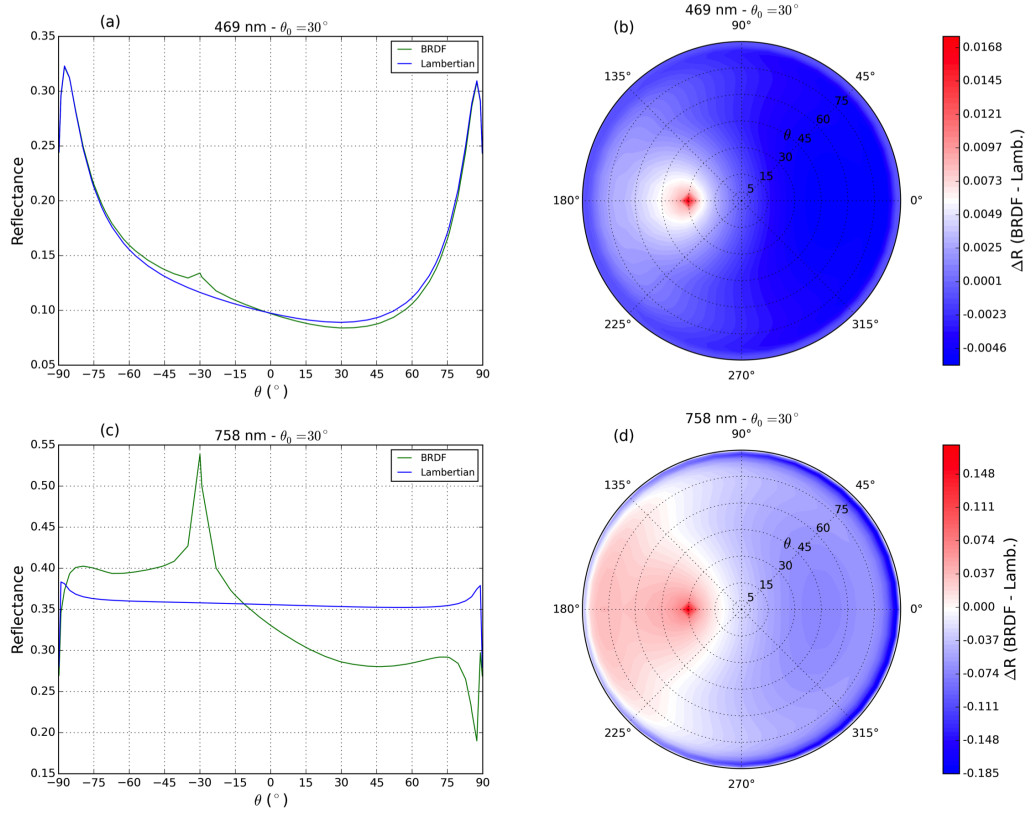 (a)
469 nm - θ₀ =30°
BRDF
Lambertian
Reflectance
0.35
0.30
0.25
0.20
0.15
0.10
0.05
−90 −75 −60 −45 −30 −15 0 15 30 45 60 75 90
θ (°)
(b)
469 nm - θ₀ =30°
90°
135° 45°
180° 0°
225° 315°
270°
θ
5 15 30 45 60 75
0.0168
0.0145
0.0121
0.0097
0.0073
0.0049
0.0025
0.0001
-0.0023
-0.0046
ΔR (BRDF - Lamb.)
(c)
758 nm - θ₀ =30°
BRDF
Lambertian
Reflectance
0.55
0.50
0.45
0.40
0.35
0.30
0.25
0.20
0.15
−90 −75 −60 −45 −30 −15 0 15 30 45 60 75 90
θ (°)
(d)
758 nm - θ₀ =30°
90°
135° 45°
180° 0°
225° 315°
270°
θ
5 15 30 45 60 75
0.148
0.111
0.074
0.037
0.000
-0.037
-0.074
-0.111
-0.148
-0.185
ΔR (BRDF - Lamb.)